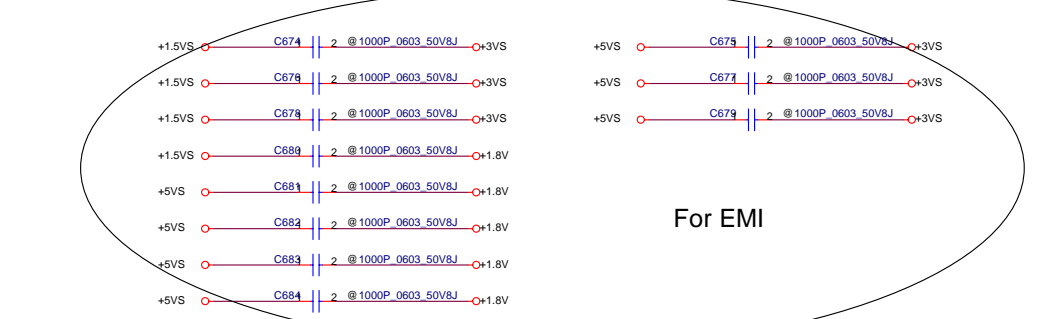 +1.5VS C674 1 2 @1000P_0603_50V8J +3VS
+1.5VS C676 1 2 @1000P_0603_50V8J +3VS
+1.5VS C678 1 2 @1000P_0603_50V8J +3VS
+1.5VS C680 1 2 @1000P_0603_50V8J +1.8V
+5VS C681 1 2 @1000P_0603_50V8J +1.8V
+5VS C682 1 2 @1000P_0603_50V8J +1.8V
+5VS C683 1 2 @1000P_0603_50V8J +1.8V
+5VS C684 1 2 @1000P_0603_50V8J +1.8V
+5VS C675 1 2 @1000P_0603_50V8J +3VS
+5VS C677 1 2 @1000P_0603_50V8J +3VS
+5VS C679 1 2 @1000P_0603_50V8J +3VS
For EMI